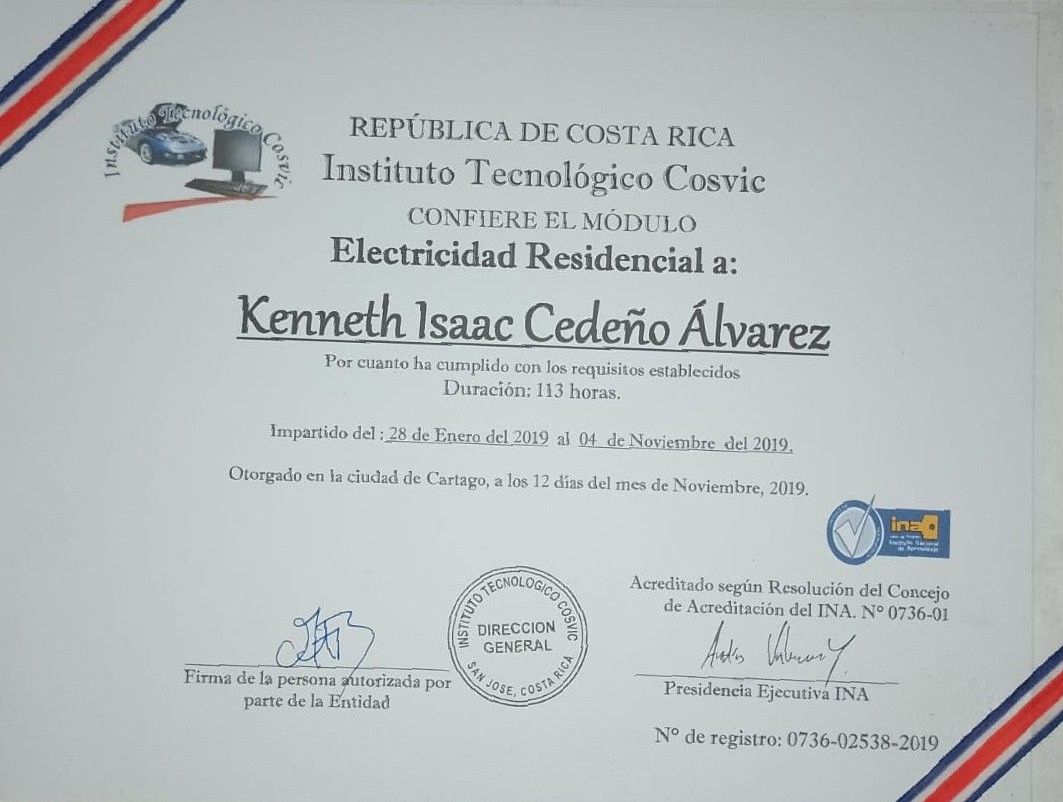 Instituto Tecnológico Cosvic
REPÚBLICA DE COSTA RICA
Instituto Tecnológico Cosvic
CONFIERE EL MÓDULO
Electricidad Residencial a:
Kenneth Isaac Cedeño Álvarez
Por cuanto ha cumplido con los requisitos establecidos
Duración: 113 horas.
Impartido del : 28 de Enero del 2019 al 04 de Noviembre del 2019.
Otorgado en la ciudad de Cartago, a los 12 días del mes de Noviembre, 2019.
ina
Instituto Nacional
de Aprendizaje
Acreditado según Resolución del Concejo
de Acreditación del INA. N° 0736-01
INSTITUTO TECNOLOGICO COSVIC
DIRECCION
GENERAL
SAN JOSE, COSTA RICA
Firma de la persona autorizada por
parte de la Entidad
Presidencia Ejecutiva INA
N° de registro: 0736-02538-2019